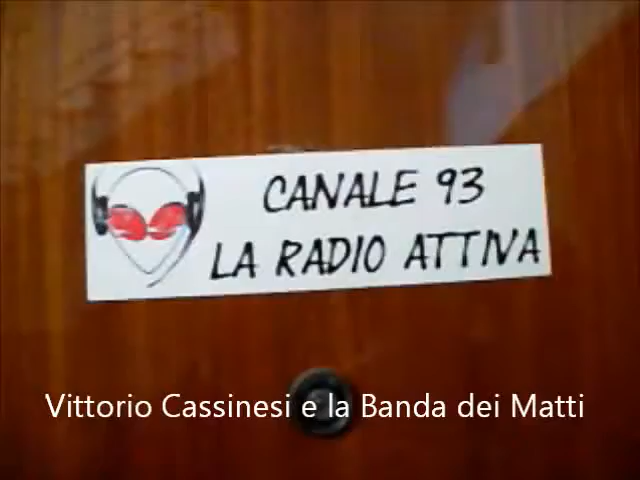 CANALE 93
LA RADIO ATTIVA
Vittorio Cassinesi e la Banda dei Matti